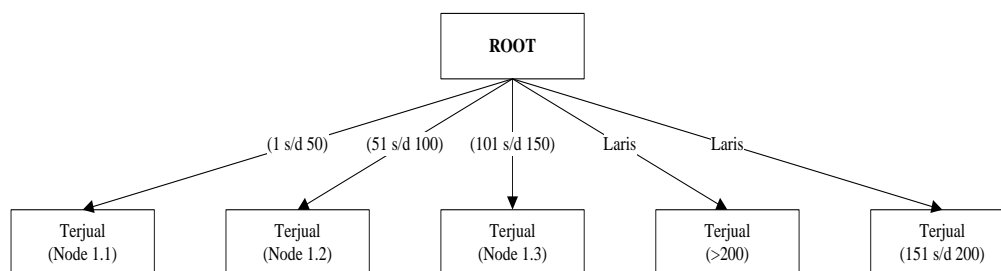 ROOT
(1 s/d 50)
(51 s/d 100)
(101 s/d 150)
Laris
Laris
Terjual
(Node 1.1)
Terjual
(Node 1.2)
Terjual
(Node 1.3)
Terjual
(>200)
Terjual
(151 s/d 200)